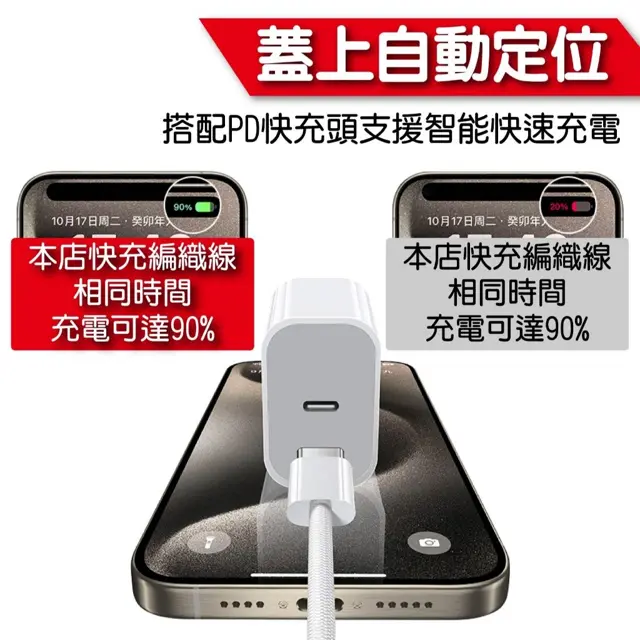 蓋上自動定位
搭配PD快充頭支援智能快速充電
90%
10月17日周二·癸卯年
本店快充編織線
相同時間
充電可達90%
20%
10月17日周二·癸卯年
本店快充編織線
相同時間
充電可達90%